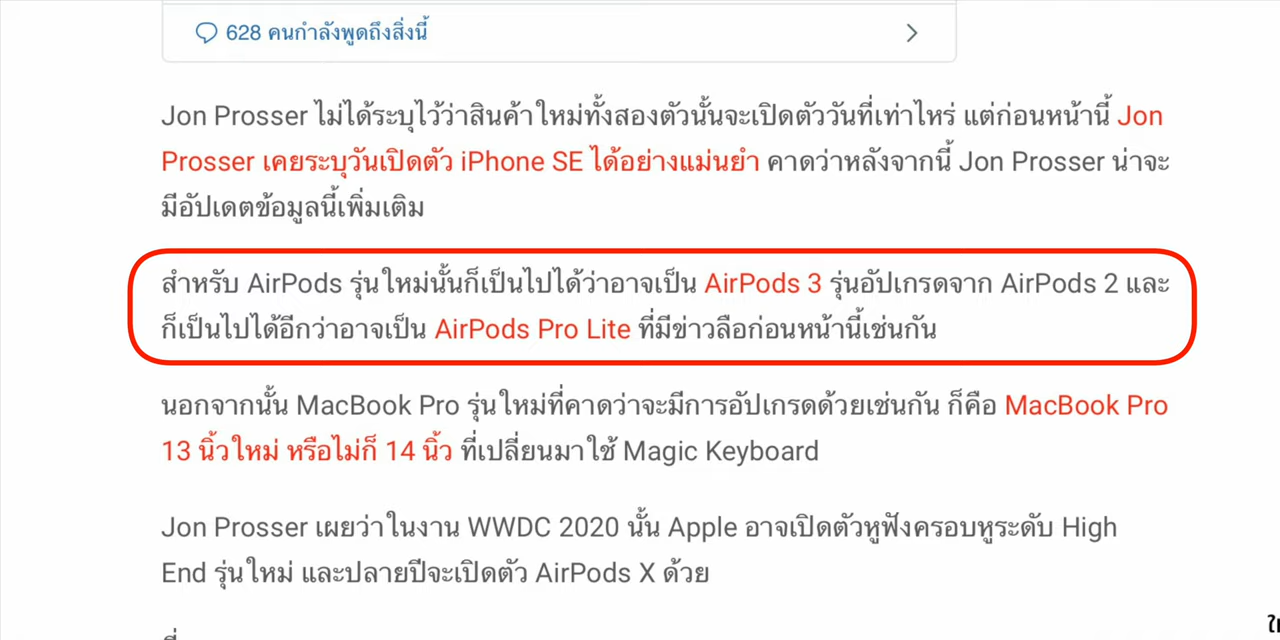 628 คนกำลังพูดถึงสิ่งนี้
Jon Prosser ไม่ได้ระบุไว้ว่าสินค้าใหม่ทั้งสองตัวนั้นจะเปิดตัววันที่เท่าไหร่ แต่ก่อนหน้านี้ Jon
Prosser เคยระบุวันเปิดตัว iPhone SE ได้อย่างแม่นยำ คาดว่าหลังจากนี้ Jon Prosser น่าจะ
มีอัปเดตข้อมูลนี้เพิ่มเติม
สำหรับ AirPods รุ่นใหม่นั้นก็เป็นไปได้ว่าอาจเป็น AirPods 3 รุ่นอัปเกรดจาก AirPods 2 และ
ก็เป็นไปได้อีกว่าอาจเป็น AirPods Pro Lite ที่มีข่าวลือก่อนหน้านี้เช่นกัน
นอกจากนั้น MacBook Pro รุ่นใหม่ที่คาดว่าจะมีการอัปเกรดด้วยเช่นกัน ก็คือ MacBook Pro
13 นิ้วใหม่ หรือไม่ก็ 14 นิ้ว ที่เปลี่ยนมาใช้ Magic Keyboard
Jon Prosser เผยว่าในงาน WWDC 2020 นั้น Apple อาจเปิดตัวหูฟังครอบหูระดับ High
End รุ่นใหม่ และปลายปีจะเปิดตัว AirPods X ด้วย